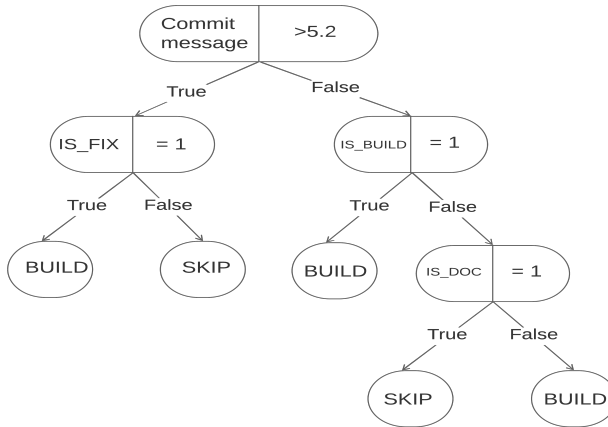 Commit
message
>5.2
True
False
IS_FIX
= 1
IS_BUILD
= 1
True
False
True
False
BUILD
SKIP
BUILD
IS_DOC
= 1
True
False
SKIP
BUILD